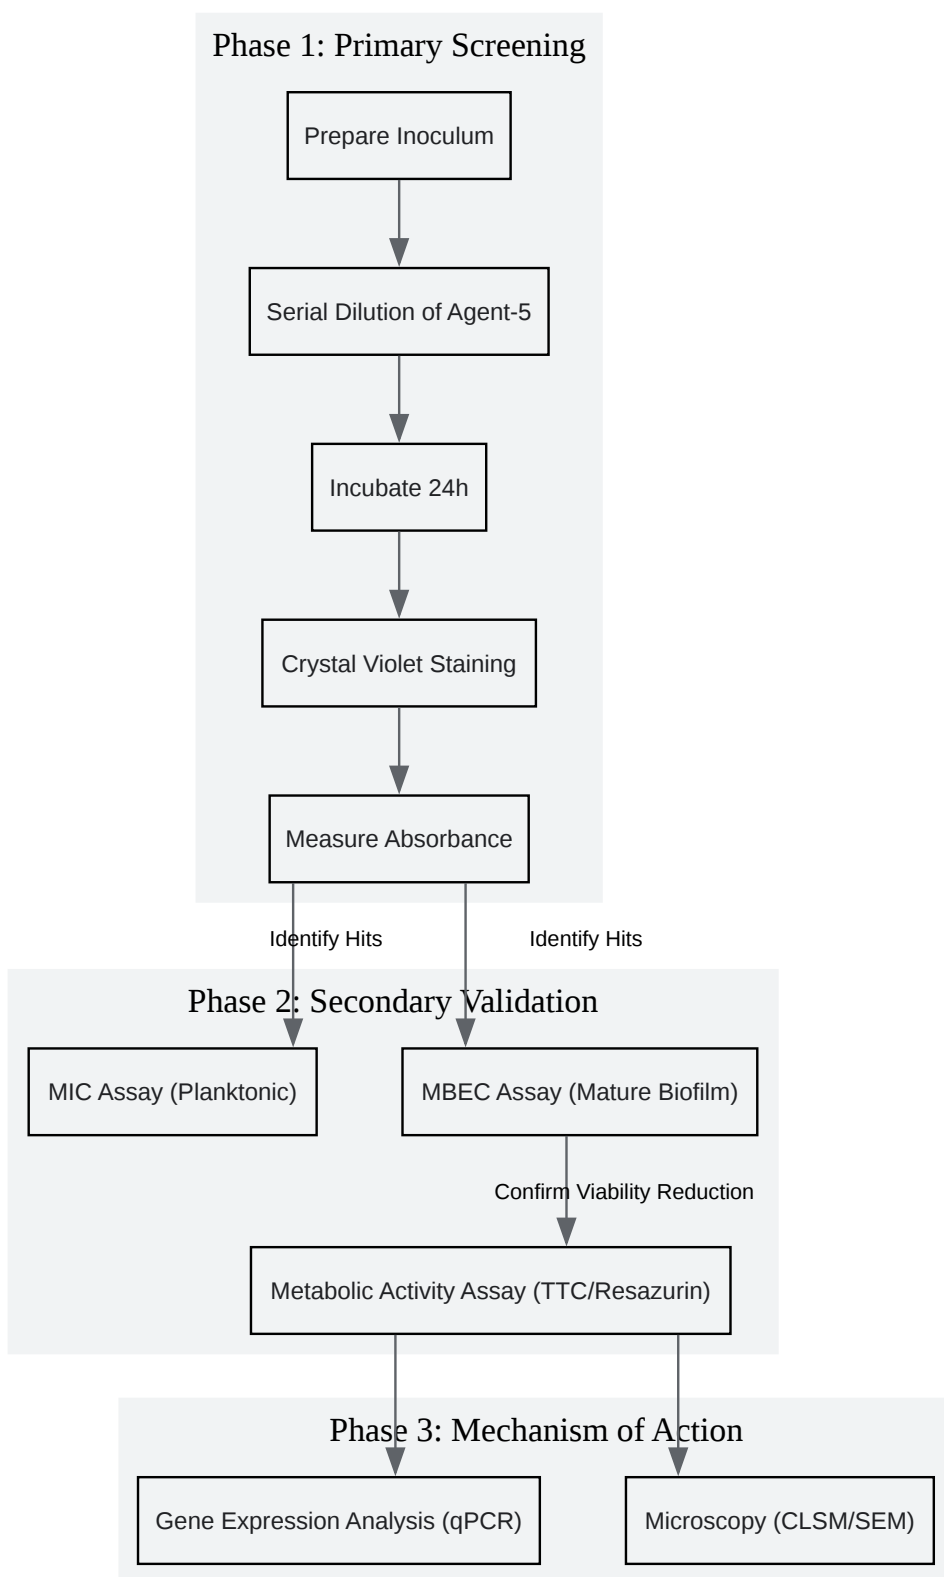 Phase 1: Primary Screening
Prepare Inoculum
Serial Dilution of Agent-5
Incubate 24h
Crystal Violet Staining
Measure Absorbance
Identify Hits
Identify Hits
Phase 2: Secondary Validation
MIC Assay (Planktonic)
MBEC Assay (Mature Biofilm)
Confirm Viability Reduction
Metabolic Activity Assay (TTC/Resazurin)
Phase 3: Mechanism of Action
Gene Expression Analysis (qPCR)
Microscopy (CLSM/SEM)